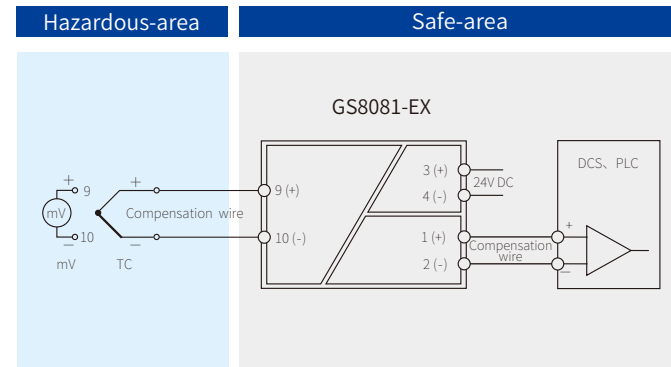 Hazardous-area
Safe-area
GS8081-EX
+
9
mV
10
—
mV
+
Compensation wire
—
TC
9 (+)
10 (-)
3 (+)
4 (-)
24V DC
1 (+)
2 (-)
Compensation
wire
DCS、PLC
+
—